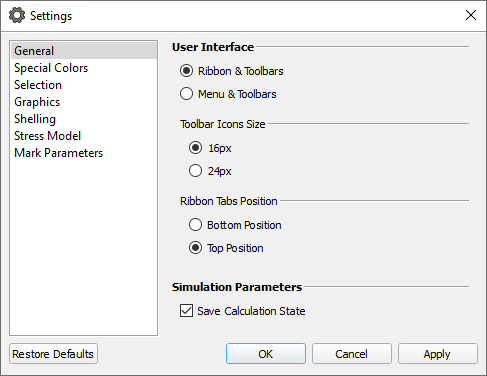 Settings
General
Special Colors
Selection
Graphics
Shelling
Stress Model
Mark Parameters
User Interface
Ribbon & Toolbars
Menu & Toolbars
Toolbar Icons Size
16px
24px
Ribbon Tabs Position
Bottom Position
Top Position
Simulation Parameters
Save Calculation State
Restore Defaults
OK
Cancel
Apply